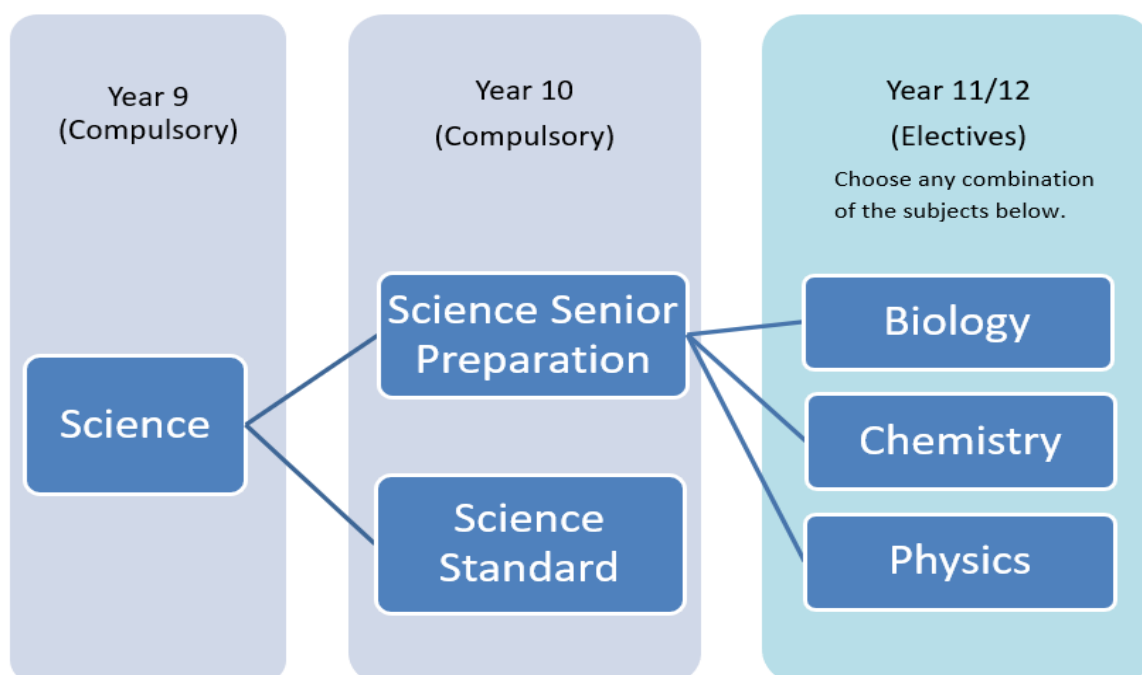 Year 9
(Compulsory)
Science
Year 10
(Compulsory)
Science Senior
Preparation
Science
Standard
Year 11/12
(Electives)
Choose any combination
of the subjects below.
Biology
Chemistry
Physics